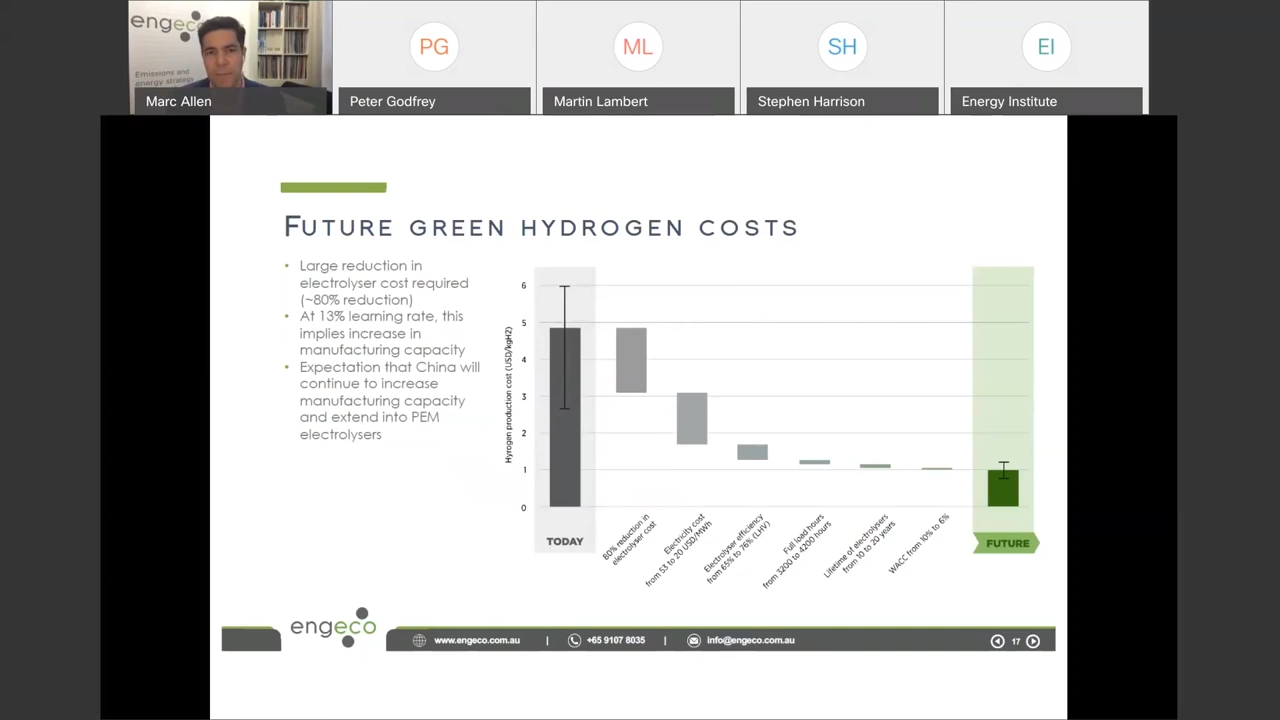 engeco
Emissions and
energy strategy
PG
ML
SH
EI
Marc Allen
Peter Godfrey
Martin Lambert
Stephen Harrison
Energy Institute
FUTURE GREEN HYDROGEN COSTS
• Large reduction in
electrolyser cost required
(~80% reduction)
• At 13% learning rate, this
implies increase in
manufacturing capacity
• Expectation that China will
continue to increase
manufacturing capacity
and extend into PEM
electrolysers
Hyrogen production cost (USD/kgH2)
6
5
4
3
2
1
0
TODAY
80% reduction in
electrolyser cost
Electricity cost
from 53 to 20 USD/MWh
Electrolyser efficiency
from 65% to 76% (LHV)
Full load hours
from 3200 to 4200 hours
Lifetime of electrolysers
from 10 to 20 years
WACC from 10% to 6%
FUTURE
engeco
www.engeco.com.au | +65 9107 8035 | info@engeco.com.au
17